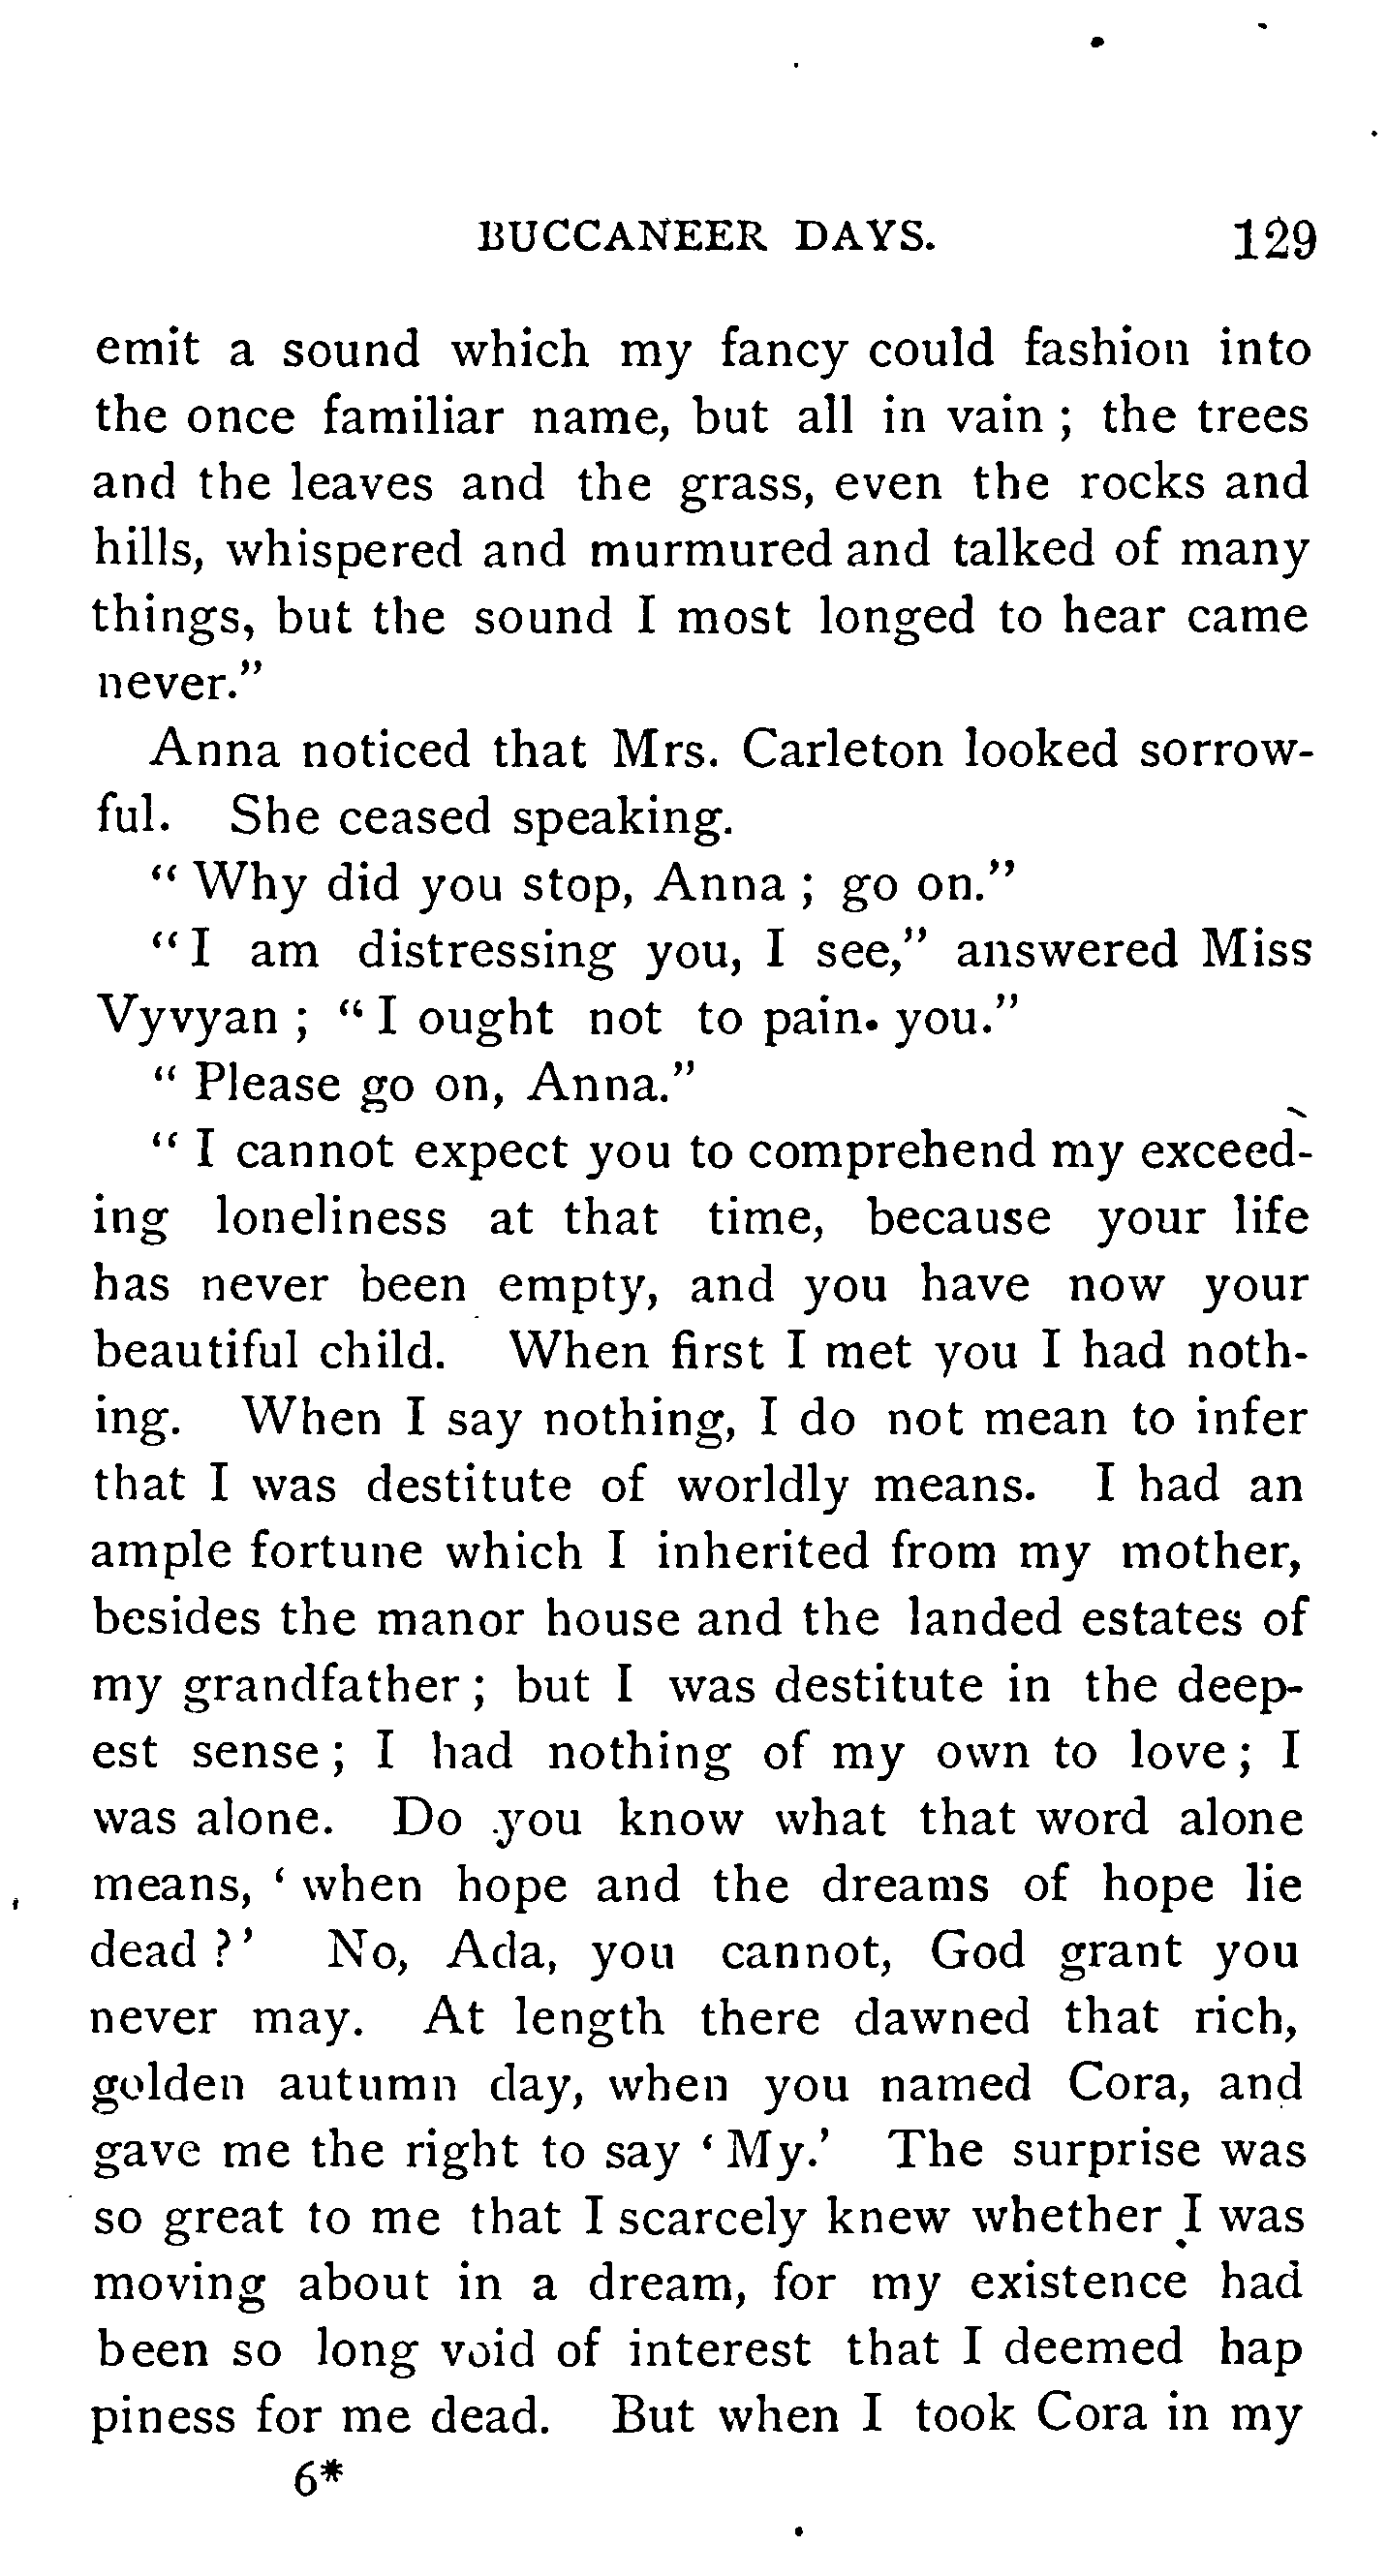 BUCCANEER DAYS. 129
emit a sound which my fancy could fashion into
the once familiar name, but all in vain ; the trees
and the leaves and the grass, even the rocks and
hills, whispered and murmured and talked of many
things, but the sound I most longed to hear came
never."
Anna noticed that Mrs. Carleton looked sorrow-
ful. She ceased speaking.
" Why did you stop, Anna ; go on."
" I am distressing you, I see," answered Miss
Vyvyan ; " I ought not to pain. you."
" Please go on, Anna."
" I cannot expect you to comprehend my exceed-
ing loneliness at that time, because your life
has never been empty, and you have now your
beautiful child. When first I met you I had noth-
ing. When I say nothing, I do not mean to infer
that I was destitute of worldly means. I had an
ample fortune which I inherited from my mother,
besides the manor house and the landed estates of
my grandfather ; but I was destitute in the deep-
est sense ; I had nothing of my own to love ; I
was alone. Do you know what that word alone
means, ' when hope and the dreams of hope lie
dead ?' No, Ada, you cannot, God grant you
never may. At length there dawned that rich,
golden autumn day, when you named Cora, and
gave me the right to say ' My.' The surprise was
so great to me that I scarcely knew whether I was
moving about in a dream, for my existence had
been so long void of interest that I deemed hap
piness for me dead. But when I took Cora in my
6*